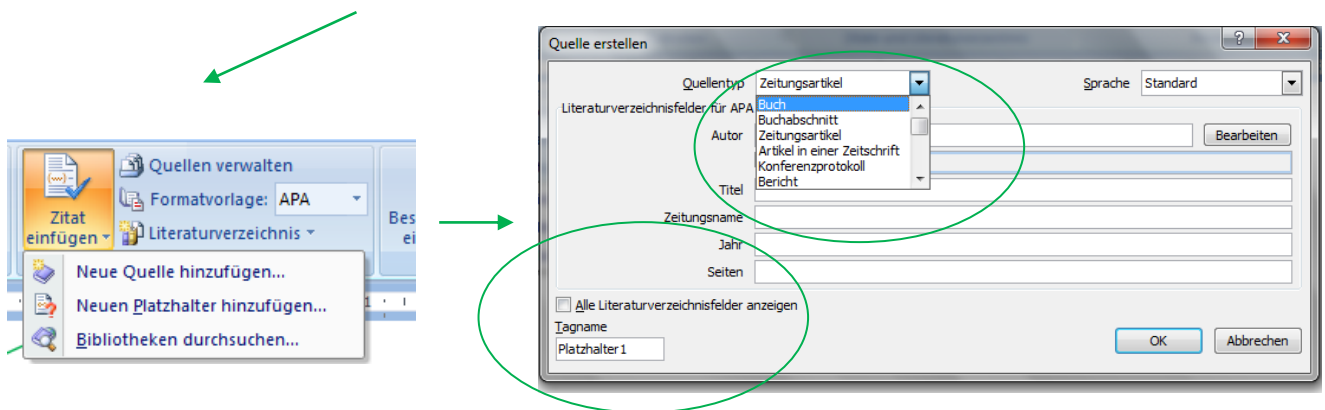 Quellen verwalten
Formatvorlage: APA
Zitat
einfügen
Literaturverzeichnis
Neue Quelle hinzufügen...
Neuen Platzhalter hinzufügen...
Bibliotheken durchsuchen...
Quelle erstellen
Quellentyp Zeitungsartikel Sprache Standard
Literaturverzeichnisfelder für APA
Buch
Buchabschnitt
Zeitungsartikel
Artikel in einer Zeitschrift
Konferenzprotokoll
Bericht
Autor
Bearbeiten
Titel
Zeitungsname
Jahr
Seiten
Alle Literaturverzeichnisfelder anzeigen
Tagname
Platzhalter1
OK Abbrechen